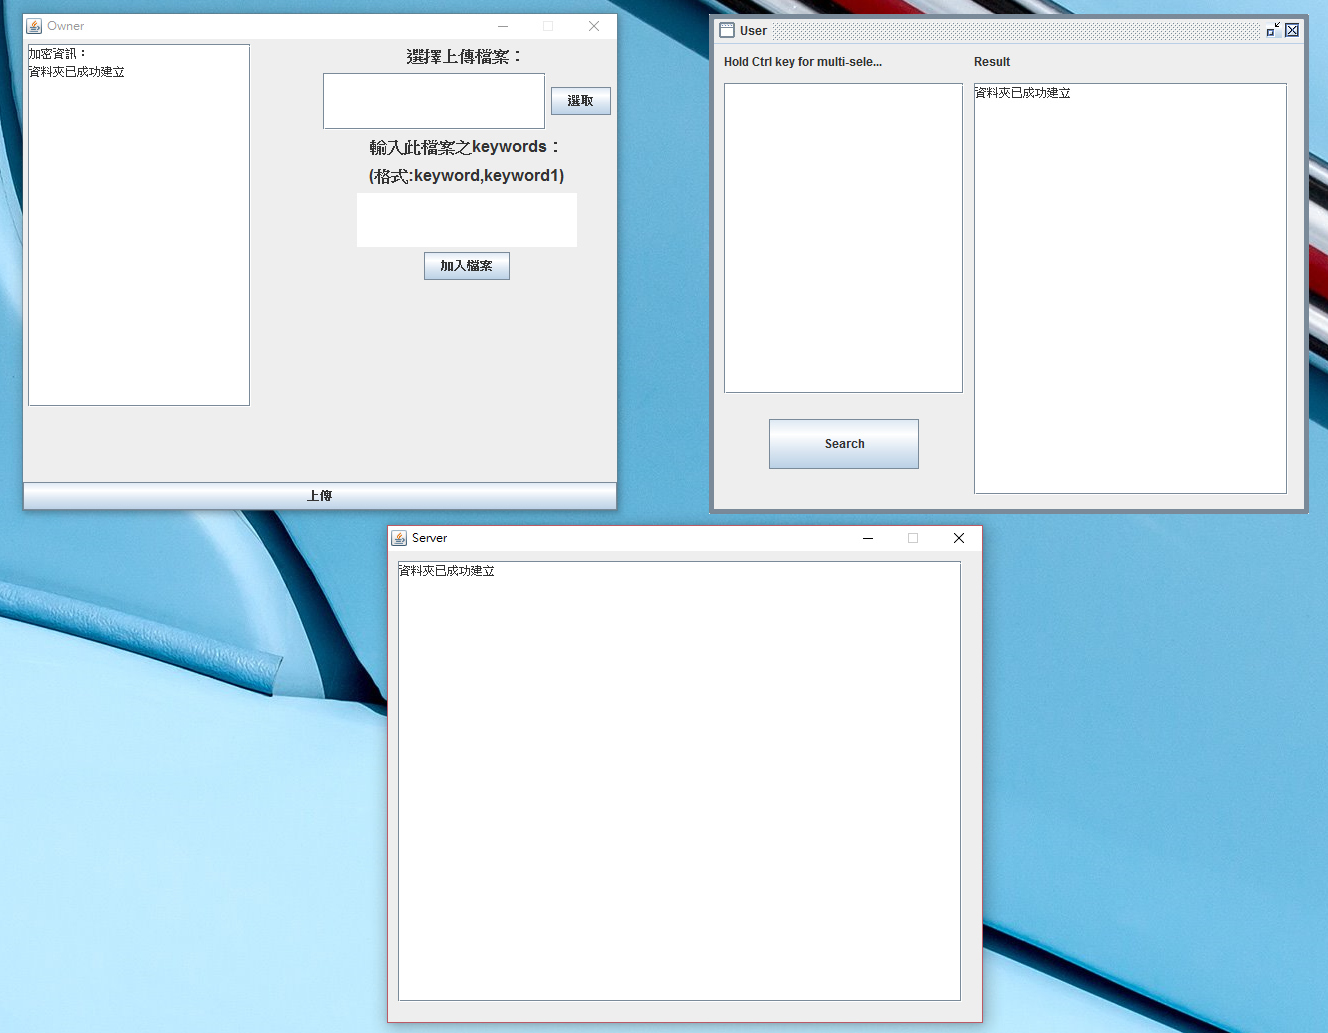 Owner
加密資訊：
資料夾已成功建立
選擇上傳檔案：
選取
輸入此檔案之keywords：
(格式:keyword,keyword1)
加入檔案
上傳
User
Hold Ctrl key for multi-sele...
Result
資料夾已成功建立
Search
Server
資料夾已成功建立